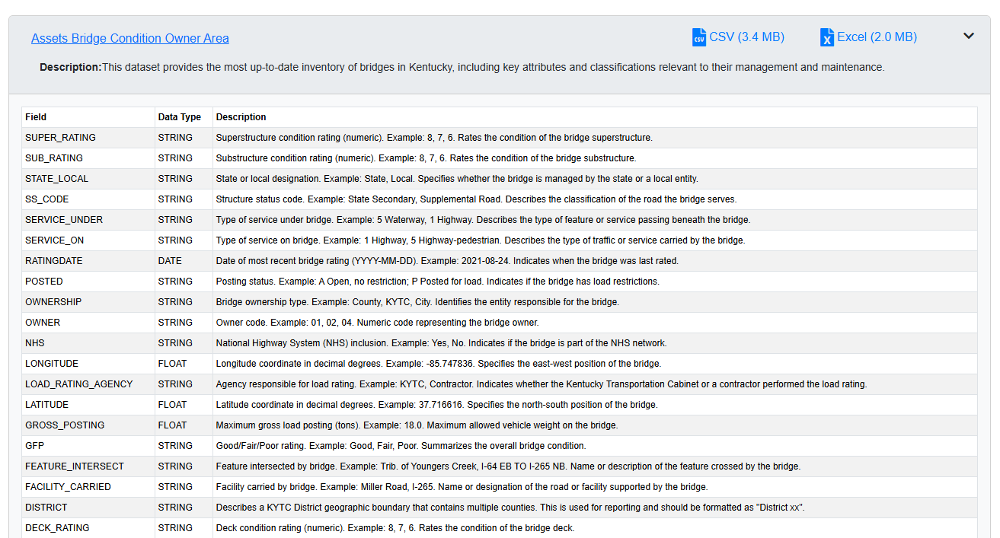 Assets Bridge Condition Owner Area CSV (3.4 MB) Excel (2.0 MB)
Description:This dataset provides the most up-to-date inventory of bridges in Kentucky, including key attributes and classifications relevant to their management and maintenance.
Field Data Type Description
SUPER_RATING STRING Superstructure condition rating (numeric). Example: 8, 7, 6. Rates the condition of the bridge superstructure.
SUB_RATING STRING Substructure condition rating (numeric). Example: 8, 7, 6. Rates the condition of the bridge substructure.
STATE_LOCAL STRING State or local designation. Example: State, Local. Specifies whether the bridge is managed by the state or a local entity.
SS_CODE STRING Structure status code. Example: State Secondary, Supplemental Road. Describes the classification of the road the bridge serves.
SERVICE_UNDER STRING Type of service under bridge. Example: 5 Waterway, 1 Highway. Describes the type of feature or service passing beneath the bridge.
SERVICE_ON STRING Type of service on bridge. Example: 1 Highway, 5 Highway-pedestrian. Describes the type of traffic or service carried by the bridge.
RATINGDATE DATE Date of most recent bridge rating (YYYY-MM-DD). Example: 2021-08-24. Indicates when the bridge was last rated.
POSTED STRING Posting status. Example: A Open, no restriction; P Posted for load. Indicates if the bridge has load restrictions.
OWNERSHIP STRING Bridge ownership type. Example: County, KYTC, City. Identifies the entity responsible for the bridge.
OWNER STRING Owner code. Example: 01, 02, 04. Numeric code representing the bridge owner.
NHS STRING National Highway System (NHS) inclusion. Example: Yes, No. Indicates if the bridge is part of the NHS network.
LONGITUDE FLOAT Longitude coordinate in decimal degrees. Example: -85.747836. Specifies the east-west position of the bridge.
LOAD_RATING_AGENCY STRING Agency responsible for load rating. Example: KYTC, Contractor. Indicates whether the Kentucky Transportation Cabinet or a contractor performed the load rating.
LATITUDE FLOAT Latitude coordinate in decimal degrees. Example: 37.716616. Specifies the north-south position of the bridge.
GROSS_POSTING FLOAT Maximum gross load posting (tons). Example: 18.0. Maximum allowed vehicle weight on the bridge.
GFP STRING Good/Fair/Poor rating. Example: Good, Fair, Poor. Summarizes the overall bridge condition.
FEATURE_INTERSECT STRING Feature intersected by bridge. Example: Trib. of Youngers Creek, I-64 EB TO I-265 NB. Name or description of the feature crossed by the bridge.
FACILITY_CARRIED STRING Facility carried by bridge. Example: Miller Road, I-265. Name or designation of the road or facility supported by the bridge.
DISTRICT STRING Describes a KYTC District geographic boundary that contains multiple counties. This is used for reporting and should be formatted as "District xx".
DECK_RATING STRING Deck condition rating (numeric). Example: 8, 7, 6. Rates the condition of the bridge deck.